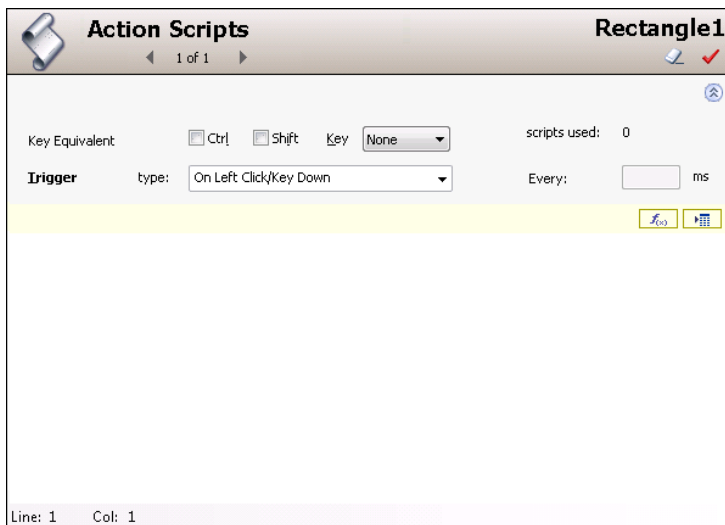 Action Scripts
Rectangle1
1 of 1
Key Equivalent Ctrl Shift Key None scripts used: 0
Trigger type: On Left Click/Key Down Every: ms
f(x)
Line: 1 Col: 1